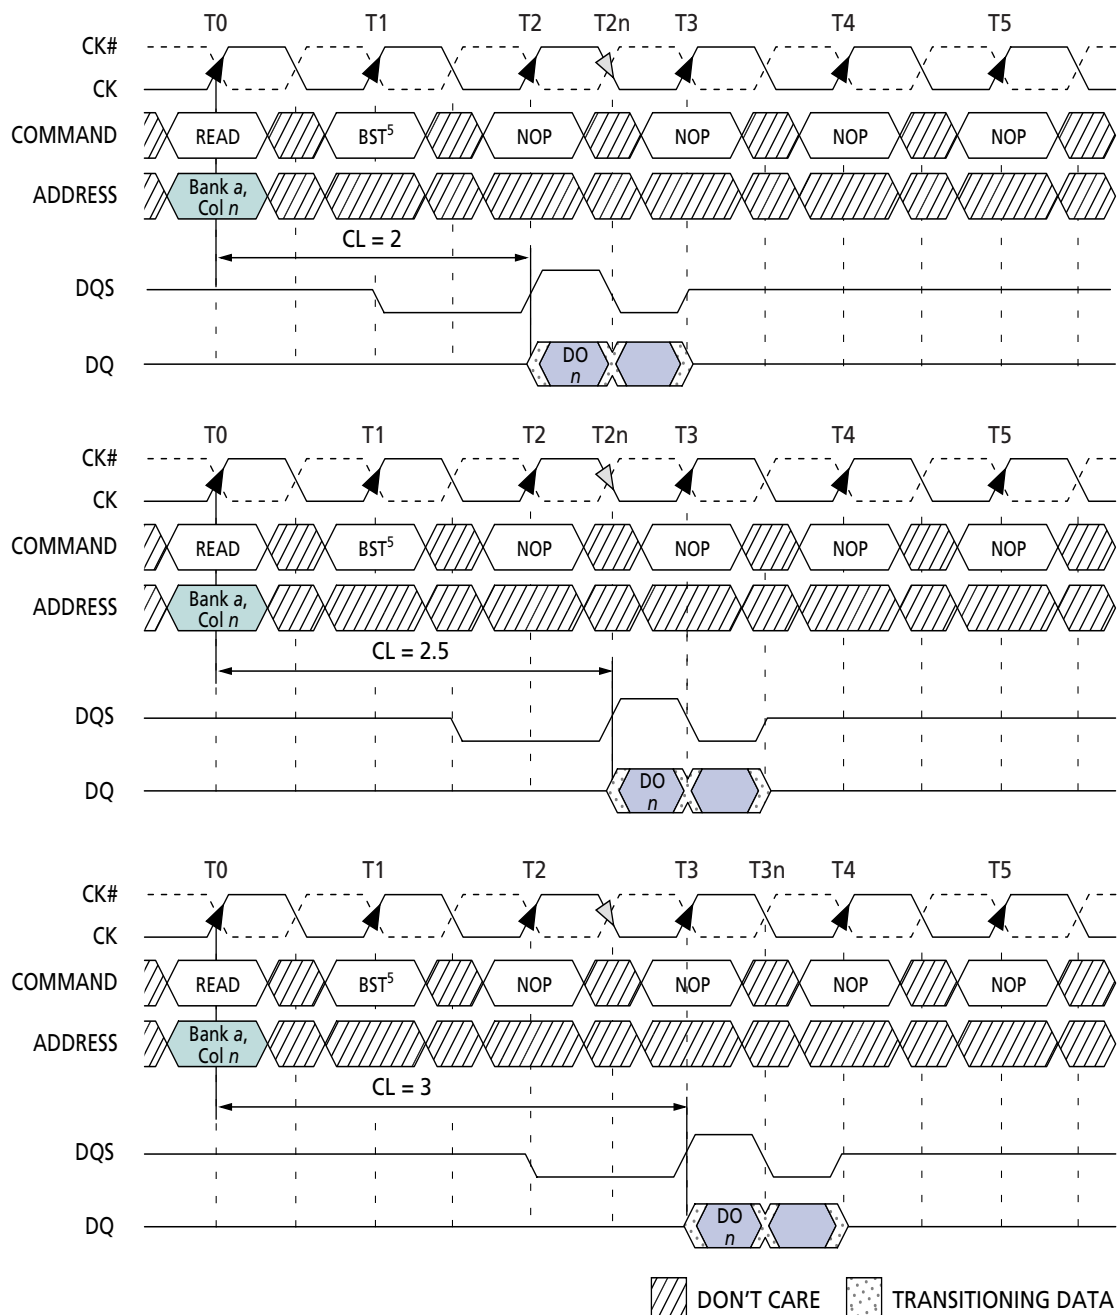 T0 T1 T2 T2n T3 T4 T5
CK#
CK
COMMAND READ BST5 NOP NOP NOP NOP
ADDRESS Bank a, Col n
CL = 2
DQS
DQ DO n
T0 T1 T2 T2n T3 T4 T5
CK#
CK
COMMAND READ BST5 NOP NOP NOP NOP
ADDRESS Bank a, Col n
CL = 2.5
DQS
DQ DO n
T0 T1 T2 T3 T3n T4 T5
CK#
CK
COMMAND READ BST5 NOP NOP NOP NOP
ADDRESS Bank a, Col n
CL = 3
DQS
DQ DO n
DON'T CARE TRANSITIONING DATA